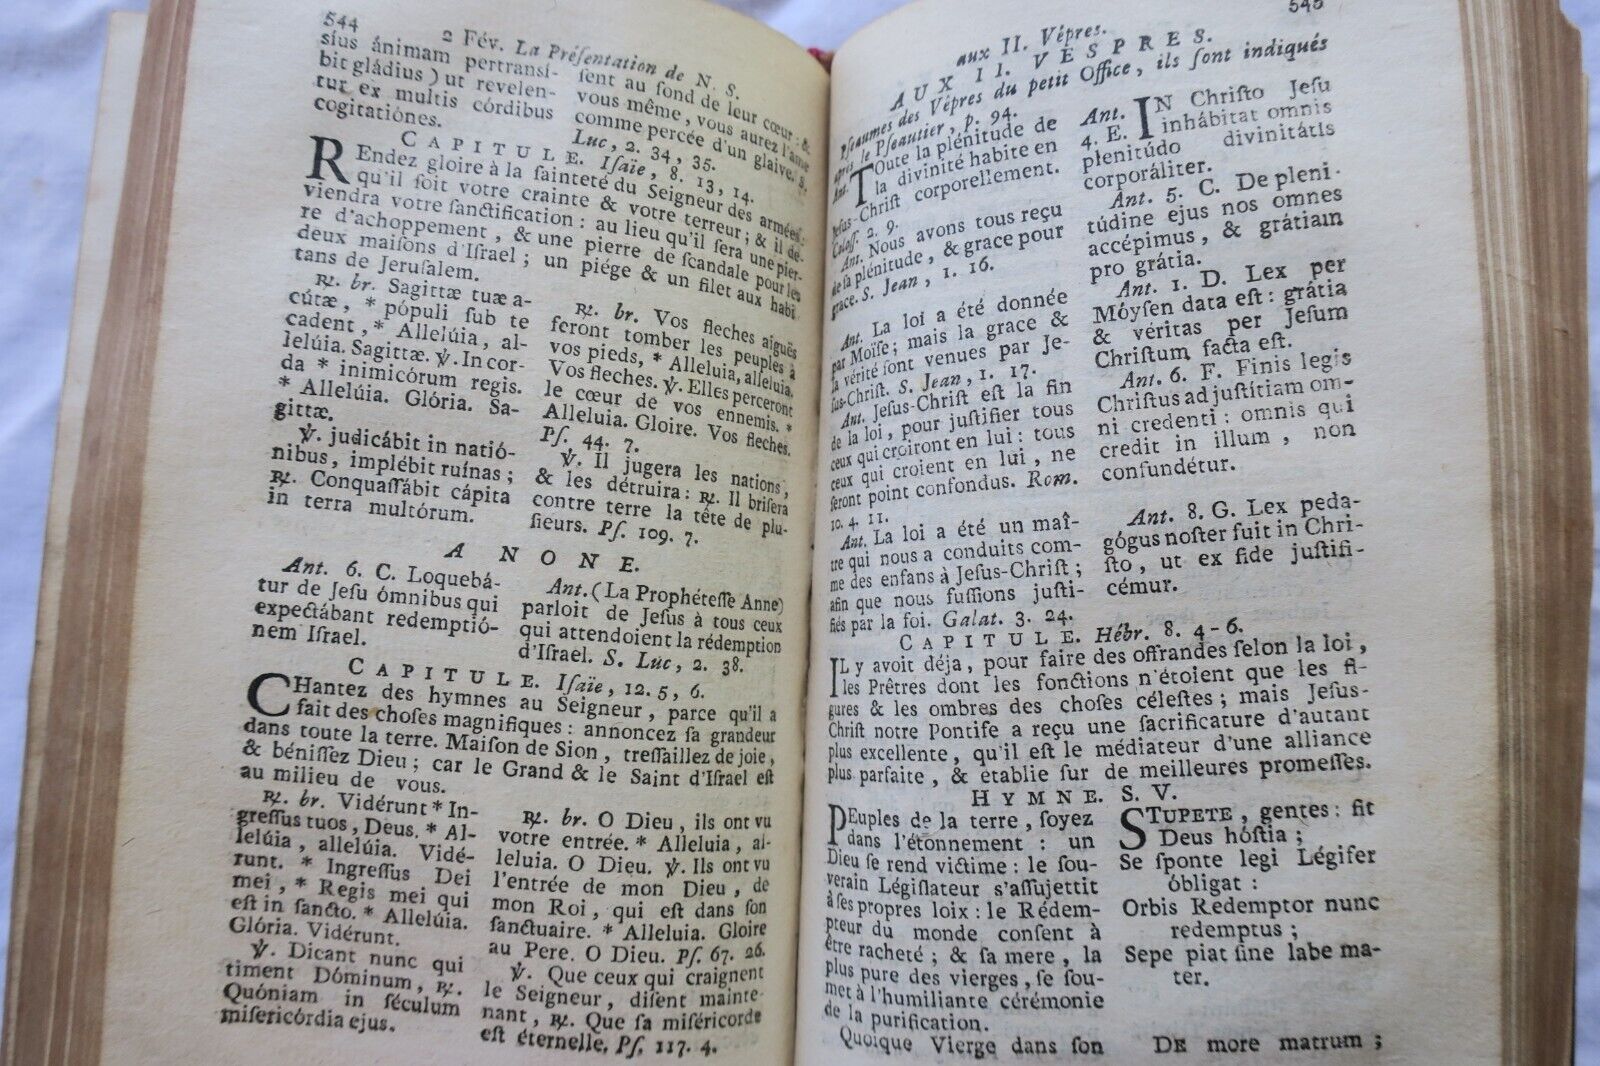 544
2 Fév. La Préſentation de N. S.
ſius ánimam pertranſí-
bit gládius) ut revelen-
tur ex multis córdibus
cogitatiónes.
ſent au fond de leur cœur: &
vous même, vous aurez l'ame
comme percée d'un glaive. S.
Luc, 2. 34, 35.
CAPITULE. Iſaïe, 8. 13, 14.
REndez gloire à la ſainteté du Seigneur des armées:
qu'il ſoit votre crainte & votre terreur; & il de-
viendra votre ſanctification: au lieu qu'il ſera une pier-
re d'achoppement, & une pierre de ſcandale pour les
deux maiſons d'Iſrael; un piége & un filet aux habi
tans de Jeruſalem.
℟. br. Sagittæ tuæ a-
cútæ, * pópuli ſub te
cadent, * Allelúia, al-
lelúia. Sagittæ. ℣. In cor-
da * inimicórum regis.
* Allelúia. Glória. Sa-
gittæ.
℣. judicábit in natió-
nibus, implébit ruínas;
℟. Conquaſſábit cápita
in terra multórum.
℟. br. Vos fleches aiguës
feront tomber les peuples à
vos pieds, * Alleluia, alleluia.
Vos fleches. ℣. Elles perceront
le cœur de vos ennemis. *
Alleluia. Gloire. Vos fleches.
Pſ. 44. 7.
℣. Il jugera les nations,
& les détruira: ℟. Il briſera
contre terre la tête de plu-
ſieurs. Pſ. 109. 7.
A NONE.
Ant. 6. C. Loquebá-
tur de Jeſu ómnibus qui
expectábant redemptió-
nem Iſrael.
Ant. (La Prophéteſſe Anne)
parloit de Jeſus à tous ceux
qui attendoient la rédemption
d'Iſrael. S. Luc, 2. 38.
CAPITULE. Iſaïe, 12. 5, 6.
CHantez des hymnes au Seigneur, parce qu'il a
fait des choſes magnifiques: annoncez ſa grandeur
dans toute la terre. Maiſon de Sion, treſſaillez de joie,
& béniſſez Dieu; car le Grand & le Saint d'Iſrael eſt
au milieu de vous.
℟. br. Vidérunt * In-
greſſus tuos, Deus. * Al-
lelúia, allelúia. Vidé-
runt. * Ingreſſus Dei
mei, * Regis mei qui
eſt in ſancto. * Allelúia.
Glória. Vidérunt.
℣. Dicant nunc qui
timent Dóminum, ℟.
Quóniam in ſéculum
miſericórdia ejus.
℟. br. O Dieu, ils ont vu
votre entrée. * Alleluia, al-
leluia. O Dieu. ℣. Ils ont vu
l'entrée de mon Dieu, de
mon Roi, qui eſt dans ſon
ſanctuaire. * Alleluia. Gloire
au Pere. O Dieu. Pſ. 67. 26.
℣. Que ceux qui craignent
le Seigneur, diſent mainte-
nant, ℟. Que ſa miſéricorde
eſt éternelle. Pſ. 117. 4.
aux II. Vépres.
545
AUX II. VESPRES.
Pſeaumes des Vépres du petit Office, ils ſont indiqués
après le Pſeautier, p. 94.
Ant. TOute la plénitude de
la divinité habite en
Jeſus-Chriſt corporellement.
Coloſſ. 2. 9.
Ant. Nous avons tous reçu
de ſa plénitude, & grace pour
grace. S. Jean, 1. 16.
Ant. La loi a été donnée
par Moïſe; mais la grace &
la vérité ſont venues par Je-
ſus-Chriſt. S. Jean, 1. 17.
Ant. Jeſus-Chriſt eſt la fin
de la loi, pour juſtifier tous
ceux qui croiront en lui: tous
ceux qui croient en lui, ne
ſeront point confondus. Rom.
10. 4. 11.
Ant. La loi a été un maî-
tre qui nous a conduits com-
me des enfans à Jeſus-Chriſt;
afin que nous fuſſions juſti-
fiés par la foi. Galat. 3. 24.
Ant. IN Chriſto Jeſu
4. E. inhábitat omnis
plenitúdo divinitátis
corporáliter.
Ant. 5. C. De pleni-
túdine ejus nos omnes
accépimus, & grátiam
pro grátia.
Ant. 1. D. Lex per
Móyſen data eſt: grátia
& véritas per Jeſum
Chriſtum facta eſt.
Ant. 6. F. Finis legis
Chriſtus ad juſtítiam om-
ni credenti: omnis qui
credit in illum, non
confundétur.
Ant. 8. G. Lex peda-
gógus noſter fuit in Chri-
ſto, ut ex fide juſtifi-
cémur.
CAPITULE. Hébr. 8. 4-6.
IL y avoit déja, pour faire des offrandes ſelon la loi,
les Prêtres dont les fonctions n'étoient que les fi-
gures & les ombres des choſes céleſtes; mais Jeſus-
Chriſt notre Pontife a reçu une ſacrificature d'autant
plus excellente, qu'il eſt le médiateur d'une alliance
plus parfaite, & établie ſur de meilleures promeſſes.
HYMNE. S. V.
PEuples de la terre, ſoyez
dans l'étonnement: un
Dieu ſe rend victime: le ſou-
verain Légiſlateur s'aſſujettit
à ſes propres loix: le Rédem-
pteur du monde conſent à
être racheté; & ſa mere, la
plus pure des vierges, ſe ſou-
met à l'humiliante cérémonie
de la purification.
Quoique Vierge dans ſon
STUPETE, gentes: fit
Deus hóſtia;
Se ſponte legi Légifer
óbligat:
Orbis Redemptor nunc
redemptus;
Seque piat ſine labe ma-
ter.
DE more matrum;